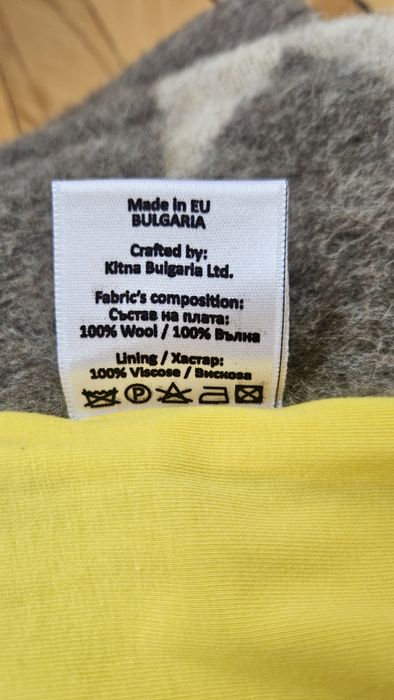 Made in EU
BULGARIA
Crafted by:
Kitna Bulgaria Ltd.
Fabric's composition:
Състав на плата:
100% Wool / 100% Вълна
Lining / Хастар:
100% Viscose / Вискоза
P